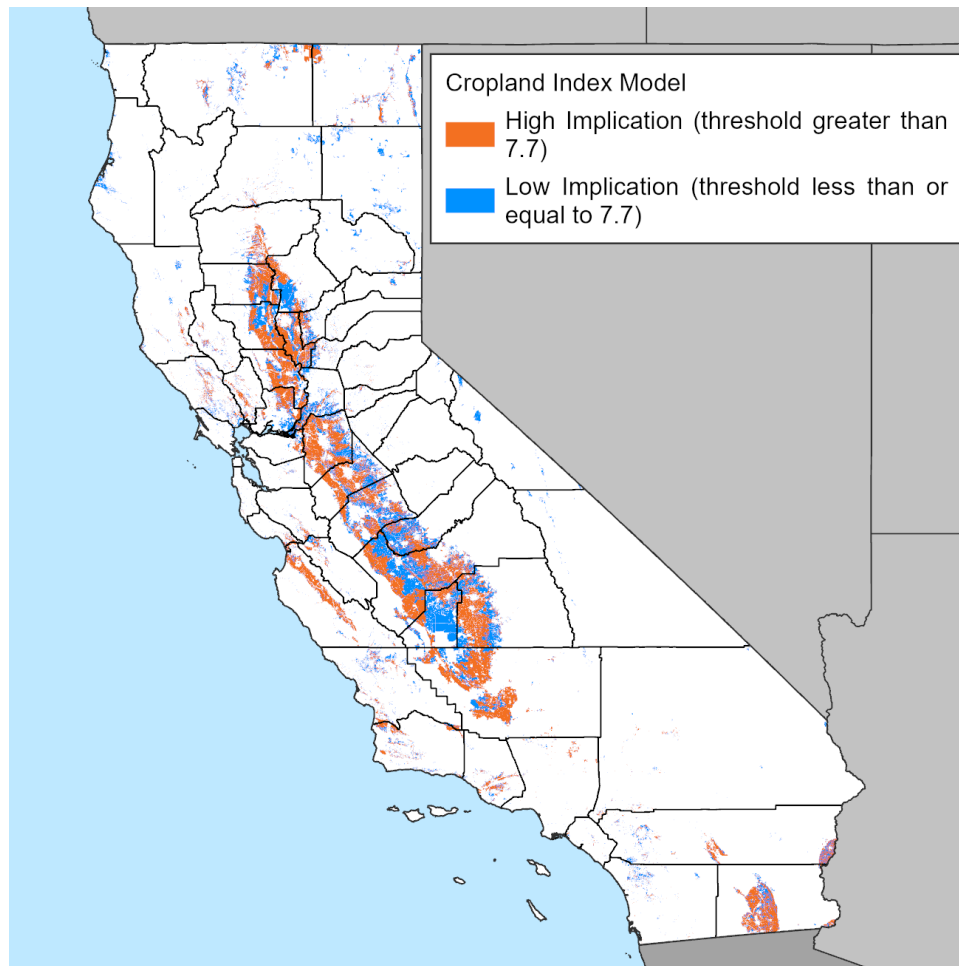 Cropland Index Model
High Implication (threshold greater than
7.7)
Low Implication (threshold less than or
equal to 7.7)